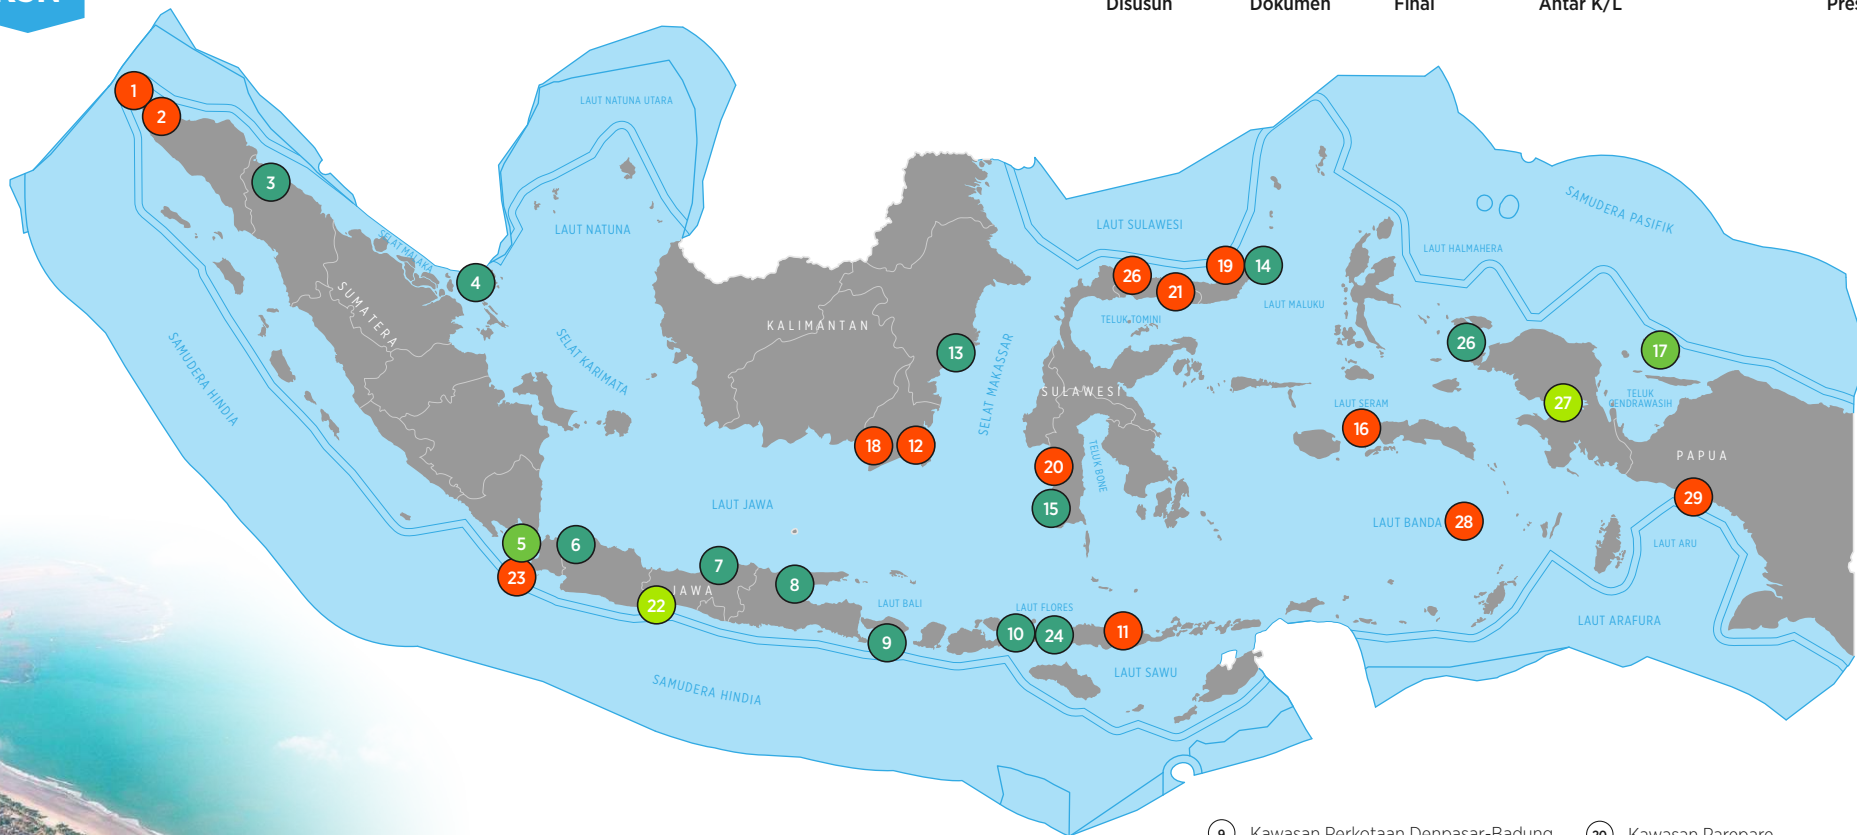 Disusun
Dokumen
Final
Antar K/L
1
2
3
4
5
6
7
8
9
10
24
11
12
18
13
14
19
21
26
15
20
16
17
26
27
28
29
22
23
LAUT NATUNA UTARA
LAUT NATUNA
SELAT MALAKA
SUMATERA
SAMUDERA HINDIA
SELAT KARIMATA
KALIMANTAN
SELAT MAKASSAR
LAUT SULAWESI
TELUK TOMINI
LAUT MALUKU
SULAWESI
TELUK BONE
LAUT HALMAHERA
SAMUDERA PASIFIK
LAUT SERAM
TELUK
CENDRAWASIH
PAPUA
LAUT BANDA
LAUT ARU
LAUT ARAFURA
LAUT JAWA
JAWA
LAUT BALI
LAUT FLORES
LAUT SAWU
SAMUDERA HINDIA
9 Kawasan Perkotaan Denpasar-Badung
20 Kawasan Parepare